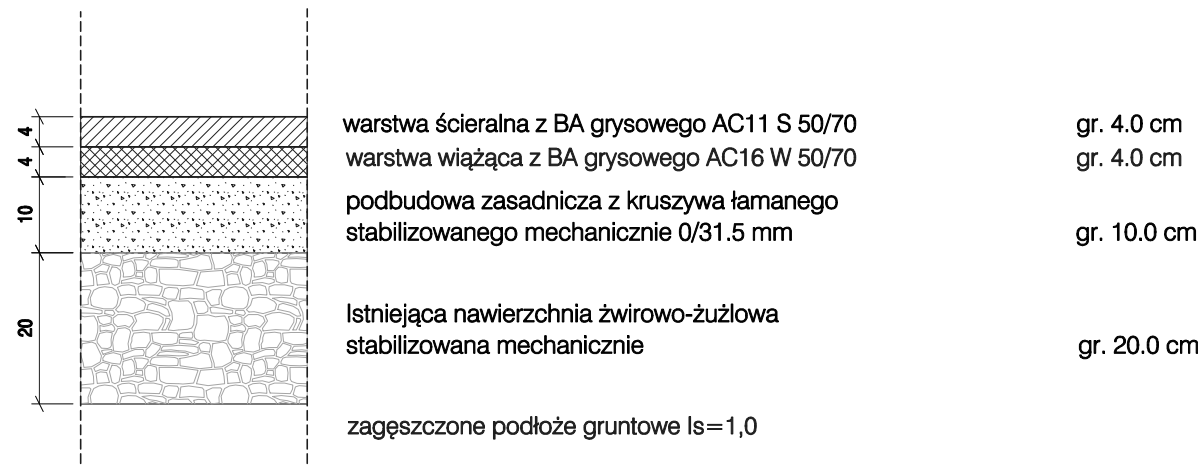 4 warstwa ścieralna z BA grysowego AC11 S 50/70 gr. 4.0 cm
4 warstwa wiążąca z BA grysowego AC16 W 50/70 gr. 4.0 cm
podbudowa zasadnicza z kruszywa łamanego
10 stabilizowanego mechanicznie 0/31.5 mm gr. 10.0 cm
Istniejąca nawierzchnia żwirowo-żużlowa
20 stabilizowana mechanicznie gr. 20.0 cm
zagęszczone podłoże gruntowe Is=1,0